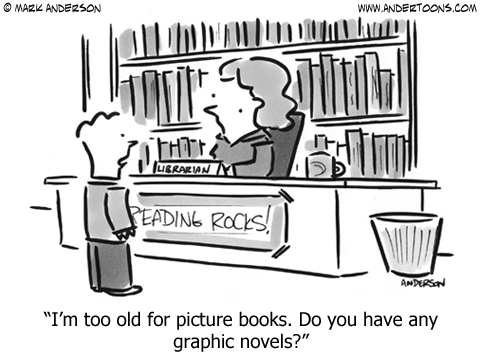 © MARK ANDERSON
WWW.ANDERTOONS.COM
LIBRARIAN
READING ROCKS!
ANDERSON
“I’m too old for picture books. Do you have any
graphic novels?”